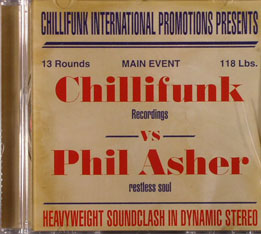 CHILLIFUNK INTERNATIONAL PROMOTIONS PRESENTS
13 Rounds MAIN EVENT 118 Lbs.
Chillifunk
Recordings
vs
Phil Asher
restless soul
HEAVYWEIGHT SOUNDCLASH IN DYNAMIC STEREO